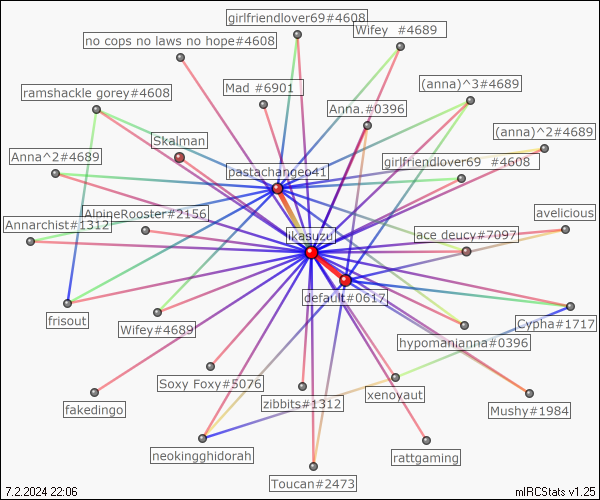 girlfriendlover69#4608
Wifey  #4689
no cops no laws no hope#4608
ramshackle gorey#4608
Mad #6901
(anna)^3#4689
Anna.#0396
Skalman
(anna)^2#4689
Anna^2#4689
girlfriendlover69  #4608
pastachangeo41
AlpineRooster#2156
avelicious
Annarchist#1312
ikasuzu
ace deucy#7097
default#0617
frisout
Wifey#4689
Cypha#1717
hypomanianna#0396
Soxy Foxy#5076
xenoyaut
fakedingo
zibbits#1312
Mushy#1984
neokingghidorah
rattgaming
Toucan#2473
7.2.2024 22:06
mIRCStats v1.25